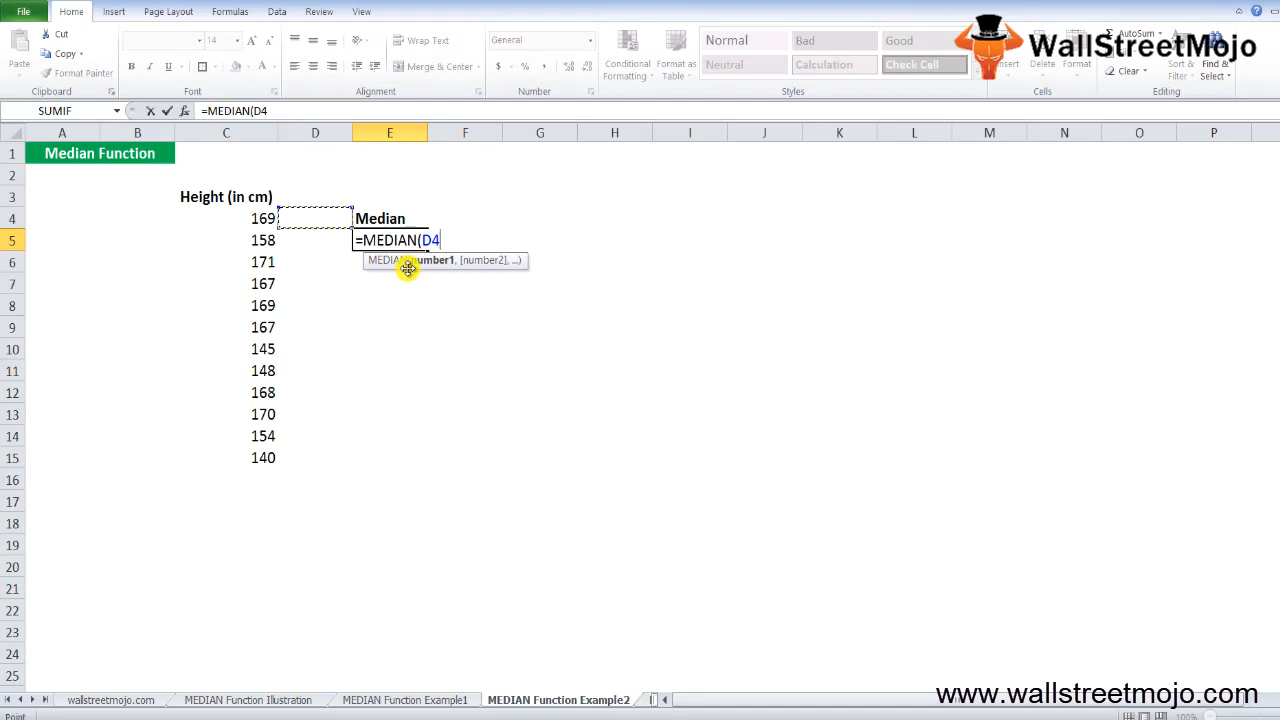 File Home Insert Page Layout Formulas Data Review View
Cut
Copy
Format Painter
Paste
14
Wrap Text
Merge & Center
General
Conditional Formatting
Format as Table
Normal Bad Good
Neutral Calculation Check Cell
Insert Delete Format
AutoSum
Clear
Sort & Filter
Find & Select
WallStreetMojo
Clipboard Font Alignment Number Styles Cells Editing
SUMIF =MEDIAN(D4
A B C D E F G H I J K L M N O P
1 Median Function
2
3 Height (in cm)
4 169 Median
5 158 =MEDIAN(D4
6 171 MEDIAN(number1, [number2], ...)
7 167
8 169
9 167
10 145
11 148
12 168
13 170
14 154
15 140
16
17
18
19
20
21
22
23
24
25
wallstreetmojo.com MEDIAN Function Illustration MEDIAN Function Example1 MEDIAN Function Example2
www.wallstreetmojo.com
Point 100%